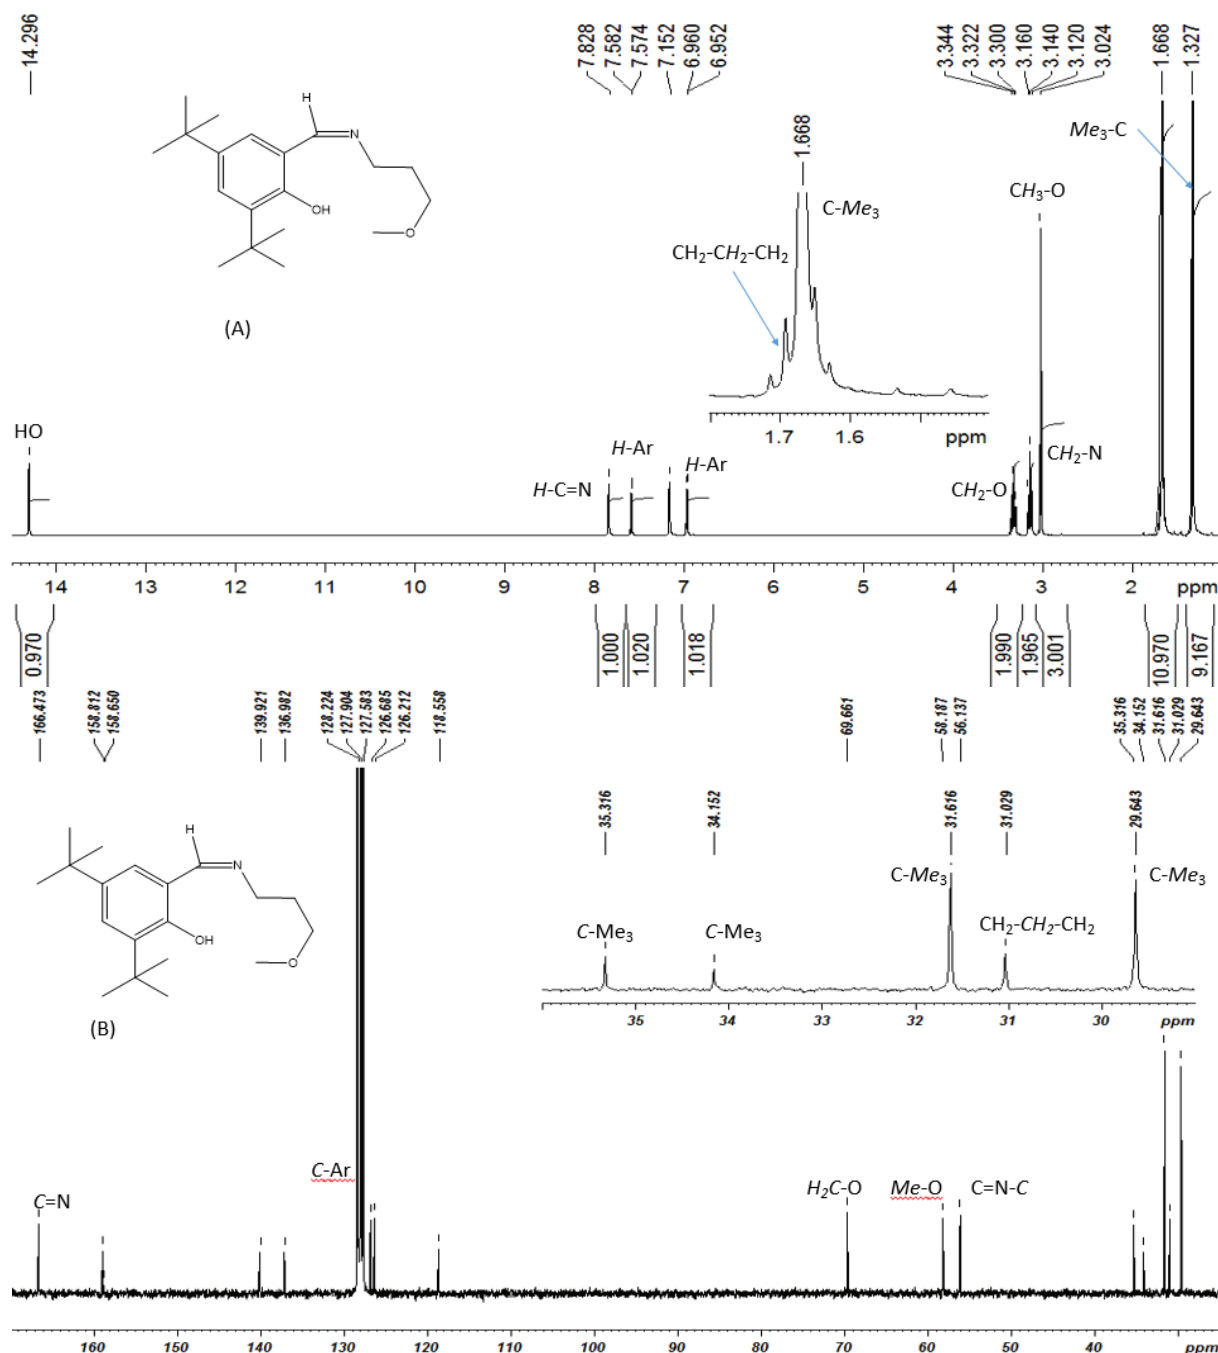 14.296
7.828
7.582
7.574
7.152
6.960
6.952
3.344
3.322
3.300
3.160
3.140
3.120
3.024
1.668
1.327
H
N
OH
O
(A)
1.668
C-Me3
CH2-CH2-CH2
1.7 1.6 ppm
Me3-C
CH3-O
HO
H-C=N
H-Ar
H-Ar
CH2-O
CH2-N
14 13 12 11 10 9 8 7 6 5 4 3 2 ppm
0.970
1.000
1.020
1.018
1.990
1.965
3.001
10.970
9.167
166.473
158.812
158.650
139.921
136.982
128.224
127.904
127.583
126.685
126.212
118.558
69.661
58.187
56.137
35.316
34.152
31.616
31.029
29.643
H
N
OH
O
(B)
35.316
34.152
31.616
31.029
29.643
C-Me3
C-Me3
C-Me3
CH2-CH2-CH2
C-Me3
35 34 33 32 31 30 ppm
C=N
C-Ar
H2C-O
Me-O
C=N-C
160 150 140 130 120 110 100 90 80 70 60 50 40 ppm